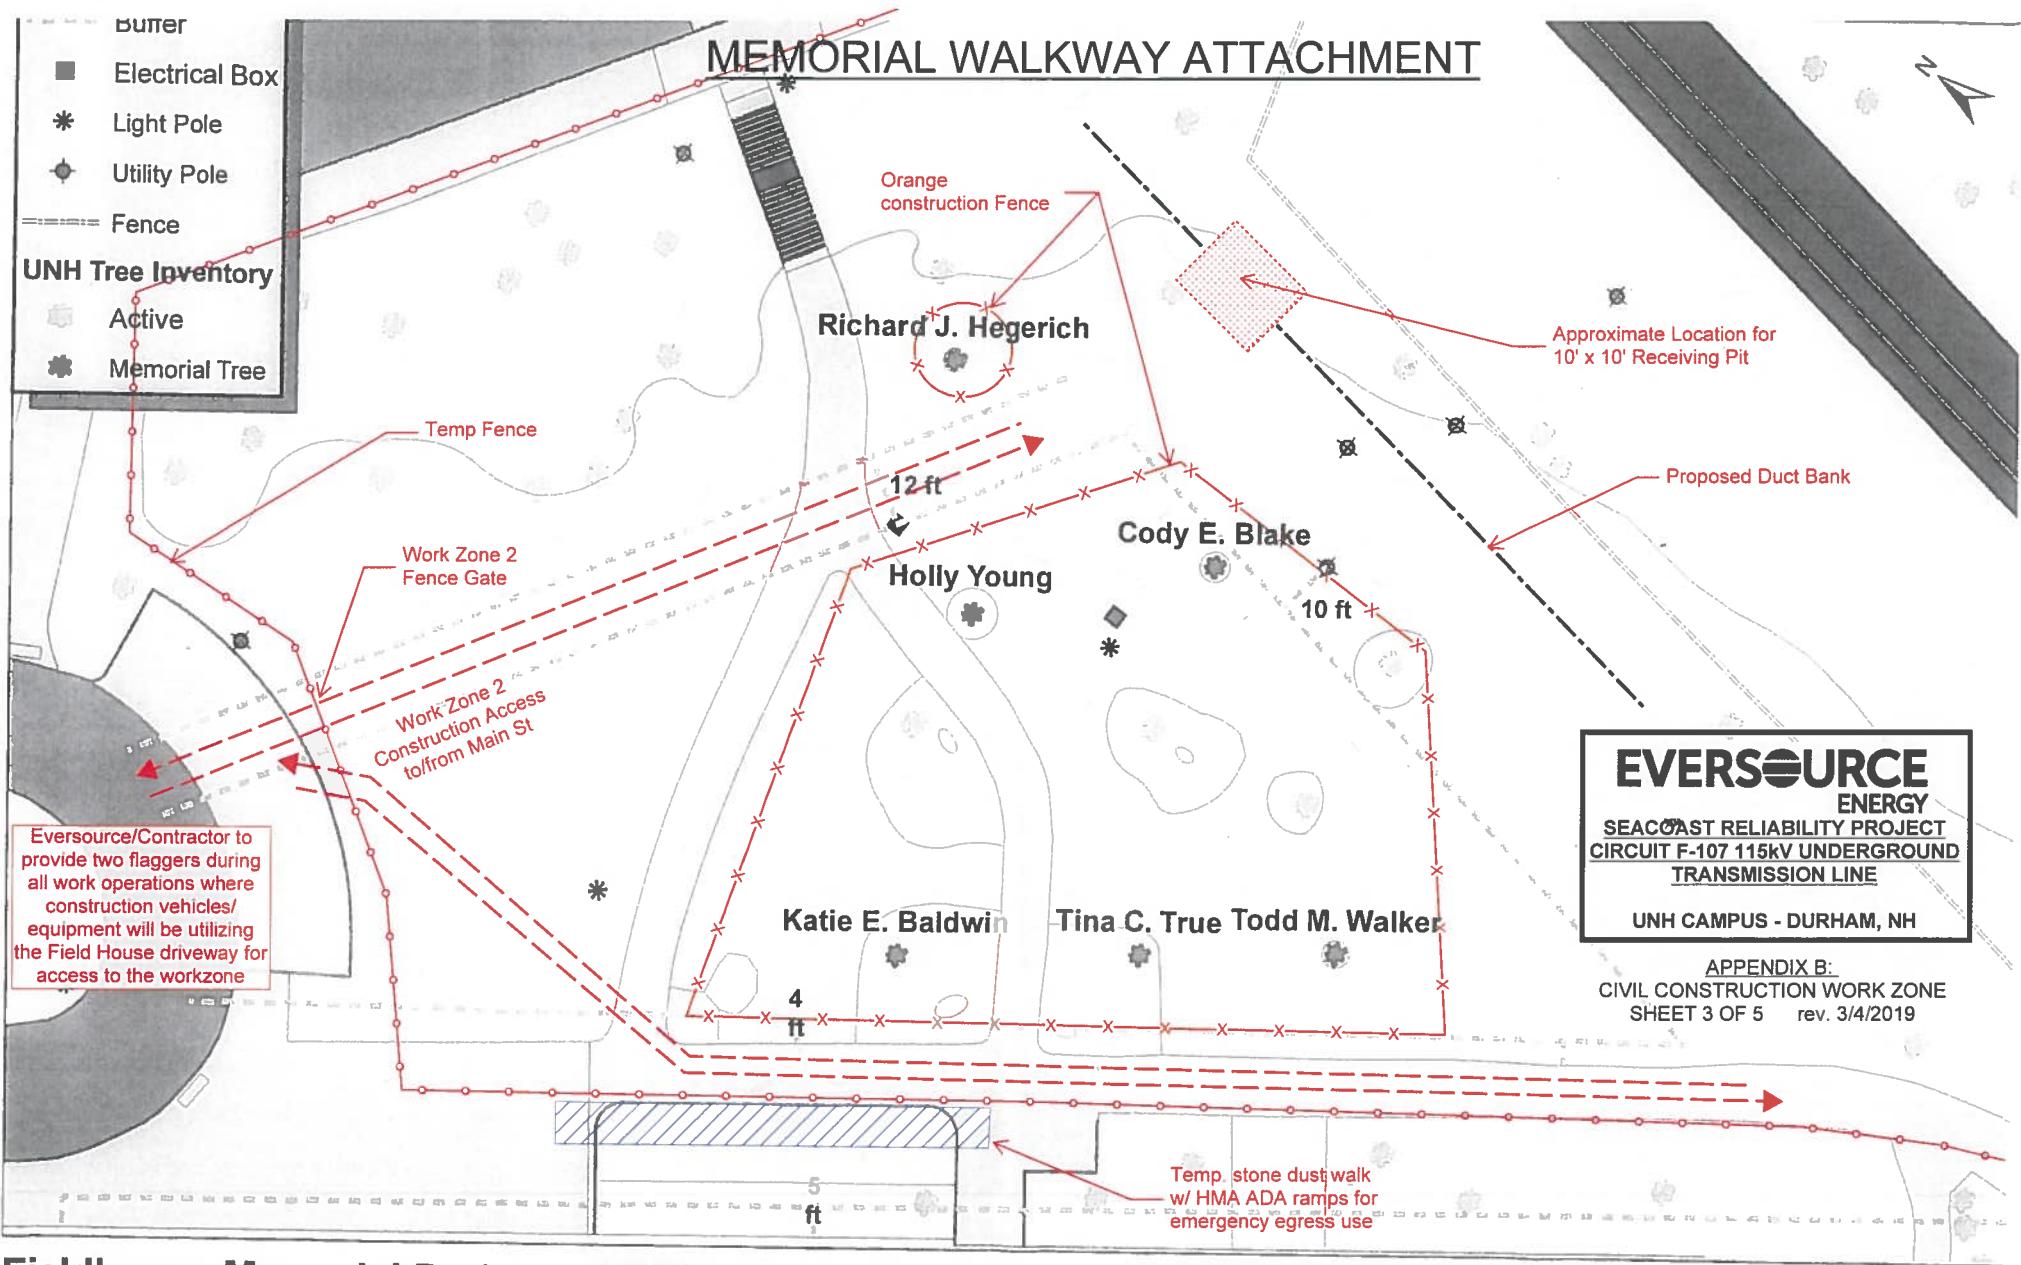 MEMORIAL WALKWAY ATTACHMENT
Buffer
Electrical Box
Light Pole
Utility Pole
Fence
UNH Tree Inventory
Active
Memorial Tree
N
Orange
construction Fence
Richard J. Hegerich
Approximate Location for
10' x 10' Receiving Pit
Temp Fence
12 ft
Proposed Duct Bank
Work Zone 2
Fence Gate
Cody E. Blake
Holly Young
10 ft
Work Zone 2
Construction Access
to/from Main St
EVERSOURCE
ENERGY
SEACOAST RELIABILITY PROJECT
CIRCUIT F-107 115kV UNDERGROUND
TRANSMISSION LINE
UNH CAMPUS - DURHAM, NH
Eversource/Contractor to
provide two flaggers during
all work operations where
construction vehicles/
equipment will be utilizing
the Field House driveway for
access to the workzone
Katie E. Baldwin
Tina C. True
Todd M. Walker
APPENDIX B:
CIVIL CONSTRUCTION WORK ZONE
SHEET 3 OF 5 rev. 3/4/2019
4
ft
Temp. stone dust walk
w/ HMA ADA ramps for
emergency egress use
5
ft